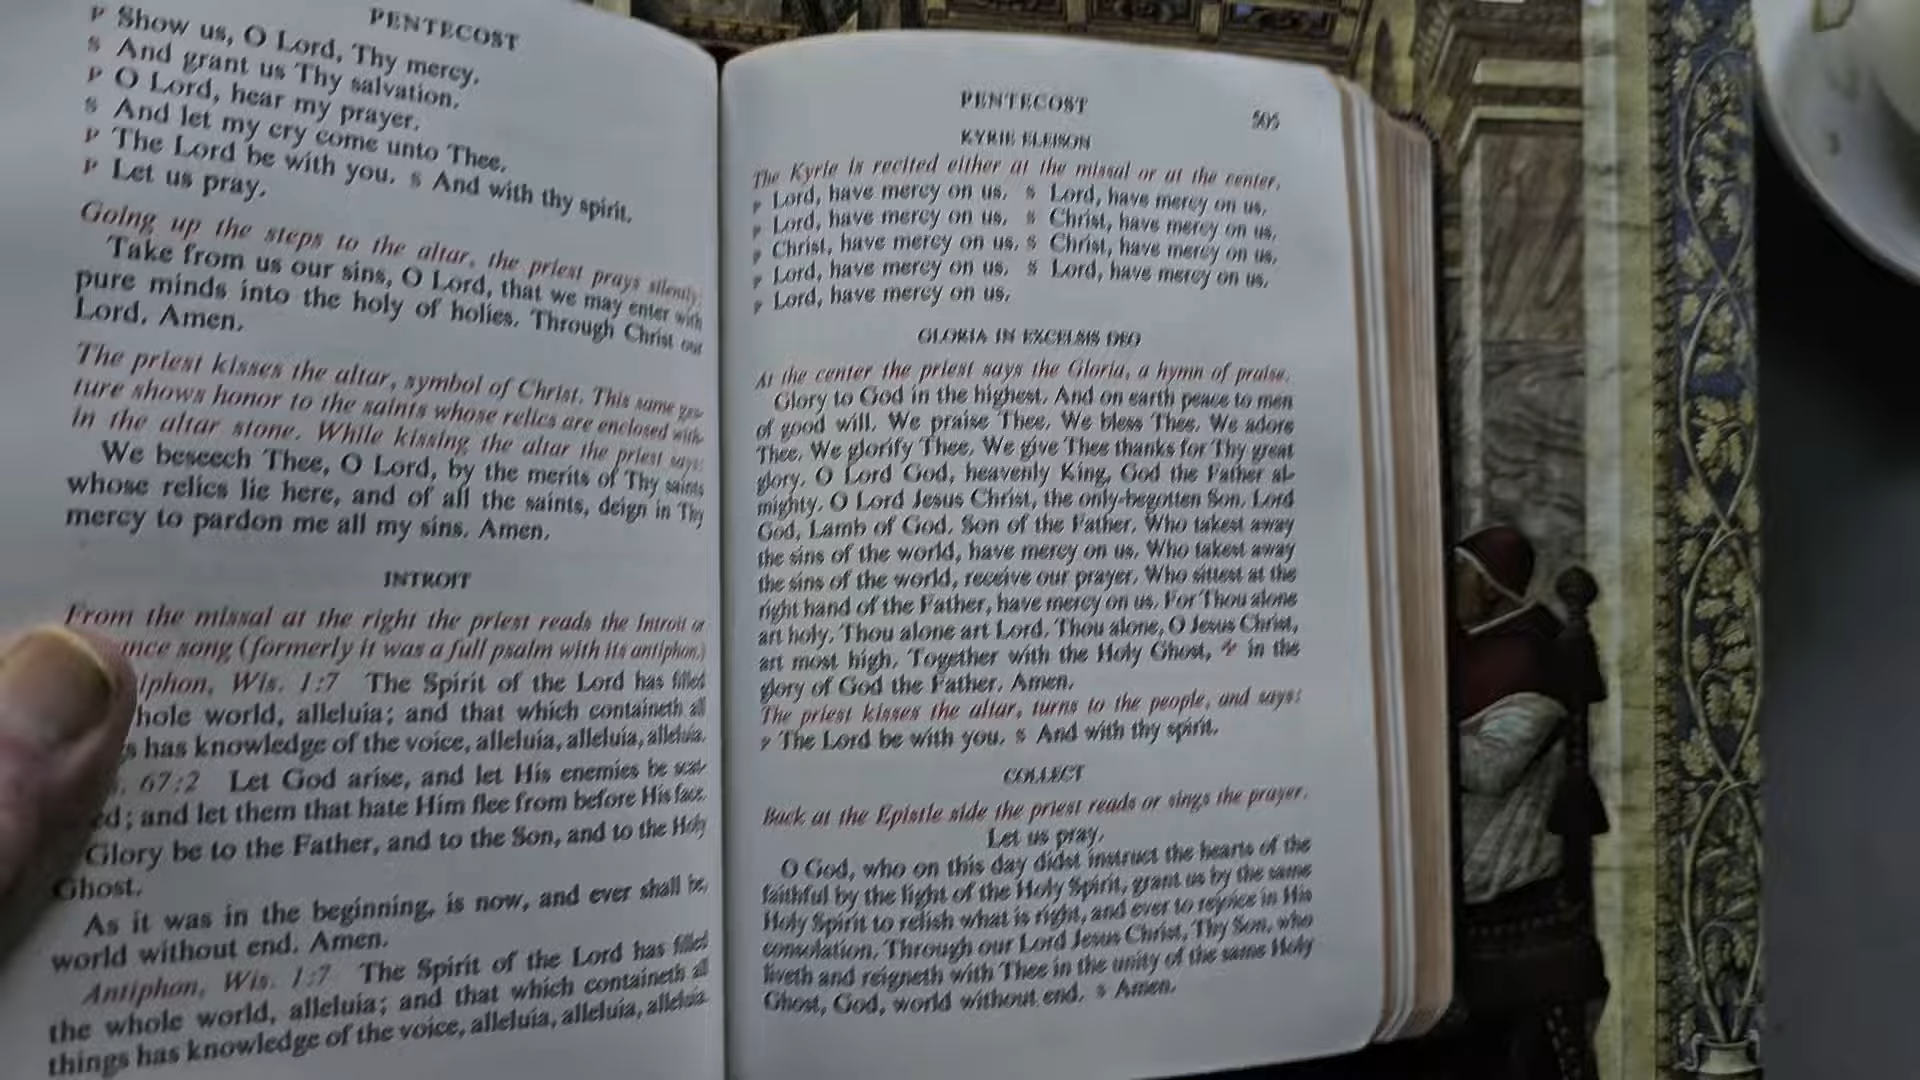 PENTECOST
P Show us, O Lord, Thy mercy.
S And grant us Thy salvation.
P O Lord, hear my prayer.
S And let my cry come unto Thee.
P The Lord be with you. S And with thy spirit.
P Let us pray.
Going up the steps to the altar, the priest prays silently:
Take from us our sins, O Lord, that we may enter with
pure minds into the holy of holies. Through Christ our
Lord. Amen.
The priest kisses the altar, symbol of Christ. This same ges-
ture shows honor to the saints whose relics are enclosed with-
in the altar stone. While kissing the altar the priest says:
We beseech Thee, O Lord, by the merits of Thy saints
whose relics lie here, and of all the saints, deign in Thy
mercy to pardon me all my sins. Amen.
INTROIT
From the missal at the right the priest reads the Introit or
ance song (formerly it was a full psalm with its antiphon.)
iphon, Wis. 1:7 The Spirit of the Lord has filled
hole world, alleluia; and that which containeth all
s has knowledge of the voice, alleluia, alleluia, alleluia.
. 67:2 Let God arise, and let His enemies be scat-
ed; and let them that hate Him flee from before His face.
Glory be to the Father, and to the Son, and to the Holy
Ghost.
As it was in the beginning, is now, and ever shall be,
world without end. Amen.
Antiphon, Wis. 1:7 The Spirit of the Lord has filled
the whole world, alleluia; and that which containeth all
things has knowledge of the voice, alleluia, alleluia, alleluia.
PENTECOST 505
KYRIE ELEISON
The Kyrie is recited either at the missal or at the center.
P Lord, have mercy on us. S Lord, have mercy on us.
P Lord, have mercy on us. S Christ, have mercy on us.
P Christ, have mercy on us. S Christ, have mercy on us.
P Lord, have mercy on us. S Lord, have mercy on us.
P Lord, have mercy on us.
GLORIA IN EXCELSIS DEO
At the center the priest says the Gloria, a hymn of praise.
Glory to God in the highest. And on earth peace to men
of good will. We praise Thee. We bless Thee. We adore
Thee. We glorify Thee. We give Thee thanks for Thy great
glory. O Lord God, heavenly King, God the Father al-
mighty. O Lord Jesus Christ, the only-begotten Son. Lord
God, Lamb of God, Son of the Father. Who takest away
the sins of the world, have mercy on us. Who takest away
the sins of the world, receive our prayer. Who sittest at the
right hand of the Father, have mercy on us. For Thou alone
art holy. Thou alone art Lord. Thou alone, O Jesus Christ,
art most high. Together with the Holy Ghost, ✠ in the
glory of God the Father. Amen.
The priest kisses the altar, turns to the people, and says:
P The Lord be with you. S And with thy spirit.
COLLECT
Back at the Epistle side the priest reads or sings the prayer.
Let us pray.
O God, who on this day didst instruct the hearts of the
faithful by the light of the Holy Spirit, grant us by the same
Holy Spirit to relish what is right, and ever to rejoice in His
consolation. Through our Lord Jesus Christ, Thy Son, who
liveth and reigneth with Thee in the unity of the same Holy
Ghost, God, world without end. S Amen.